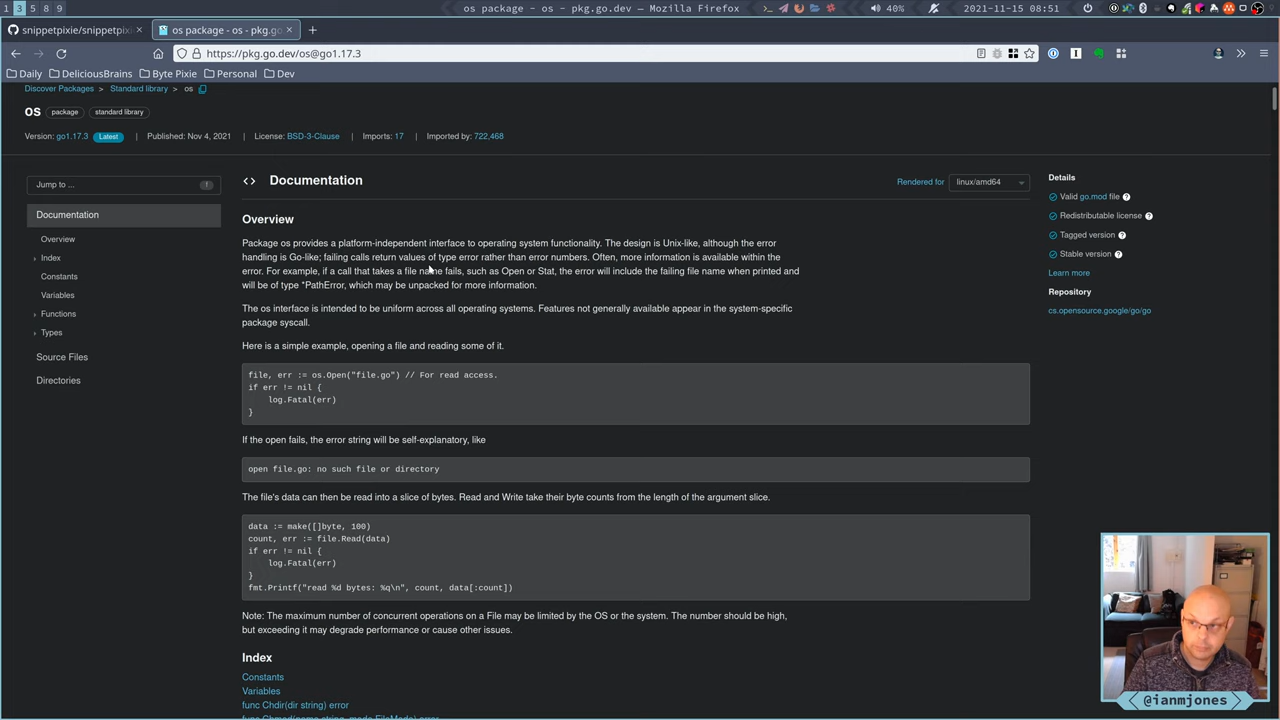 1 3 5 8 9
os package - os - pkg.go.dev — Mozilla Firefox
40%
2021-11-15 08:51
snippetpixie/snippetpixi
os package - os - pkg.go
https://pkg.go.dev/os@go1.17.3
Daily DeliciousBrains Byte Pixie Personal Dev
Discover Packages > Standard library > os
os package standard library
Version: go1.17.3 Latest | Published: Nov 4, 2021 | License: BSD-3-Clause | Imports: 17 | Imported by: 722,468
Jump to ... f
Documentation
Overview
Index
Constants
Variables
Functions
Types
Source Files
Directories
Documentation
Rendered for linux/amd64
Overview
Package os provides a platform-independent interface to operating system functionality. The design is Unix-like, although the error
handling is Go-like; failing calls return values of type error rather than error numbers. Often, more information is available within the
error. For example, if a call that takes a file name fails, such as Open or Stat, the error will include the failing file name when printed and
will be of type *PathError, which may be unpacked for more information.
The os interface is intended to be uniform across all operating systems. Features not generally available appear in the system-specific
package syscall.
Here is a simple example, opening a file and reading some of it.
file, err := os.Open("file.go") // For read access.
if err != nil {
log.Fatal(err)
}
If the open fails, the error string will be self-explanatory, like
open file.go: no such file or directory
The file's data can then be read into a slice of bytes. Read and Write take their byte counts from the length of the argument slice.
data := make([]byte, 100)
count, err := file.Read(data)
if err != nil {
log.Fatal(err)
}
fmt.Printf("read %d bytes: %q\n", count, data[:count])
Note: The maximum number of concurrent operations on a File may be limited by the OS or the system. The number should be high,
but exceeding it may degrade performance or cause other issues.
Index
Constants
Variables
func Chdir(dir string) error
func Chmod(name string, mode FileMode) error
Details
Valid go.mod file
Redistributable license
Tagged version
Stable version
Learn more
Repository
cs.opensource.google/go/go
@ianmjones